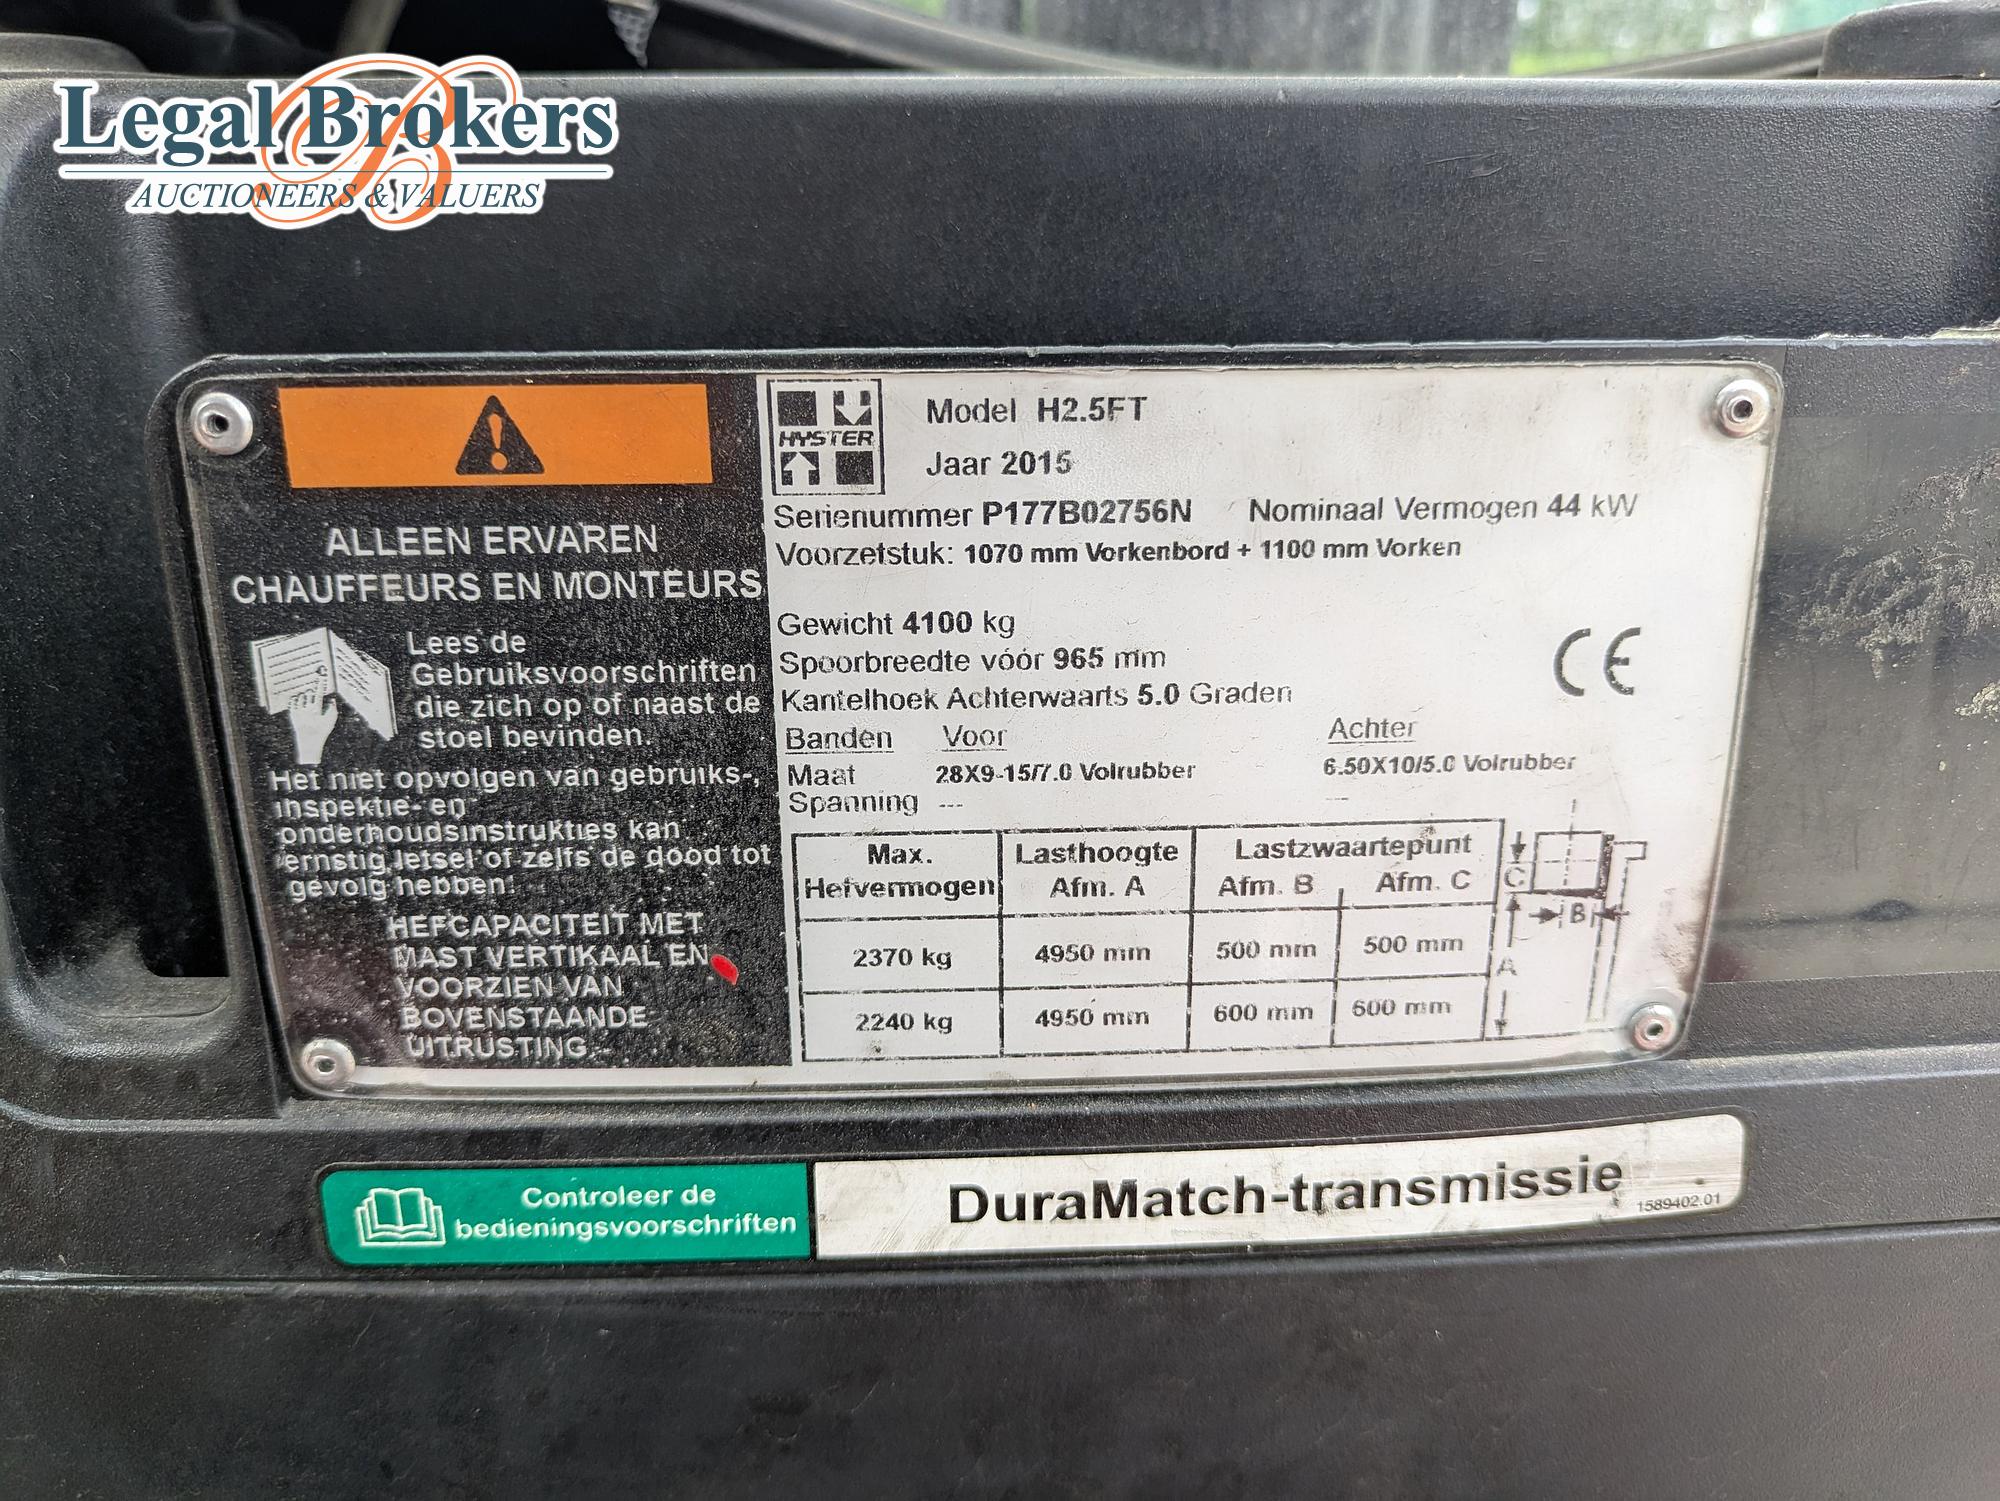 Legal Brokers
AUCTIONEERS & VALUERS
ALLEEN ERVAREN
CHAUFFEURS EN MONTEURS
Lees de
Gebruiksvoorschriften
die zich op of naast de
stoel bevinden.
Het niet opvolgen van gebruiks-,
inspektie- en
onderhoudsinstrukties kan
ernstig letsel of zelfs de dood tot
gevolg hebben!
HEFCAPACITEIT MET
MAST VERTIKAAL EN
VOORZIEN VAN
BOVENSTAANDE
UITRUSTING
HYSTER
Model H2.5FT
Jaar 2015
Serienummer P177B02756N Nominaal Vermogen 44 kW
Voorzetstuk: 1070 mm Vorkenbord + 1100 mm Vorken
Gewicht 4100 kg
Spoorbreedte vóór 965 mm
Kantelhoek Achterwaarts 5.0 Graden
CE
Banden Voor Achter
Maat 28X9-15/7.0 Volrubber 6.50X10/5.0 Volrubber
Spanning --- ---
Max. Lasthoogte Lastzwaartepunt
Hefvermogen Afm. A Afm. B Afm. C
2370 kg 4950 mm 500 mm 500 mm
2240 kg 4950 mm 600 mm 600 mm
C
B
A
Controleer de
bedieningsvoorschriften
DuraMatch-transmissie
1589402.01